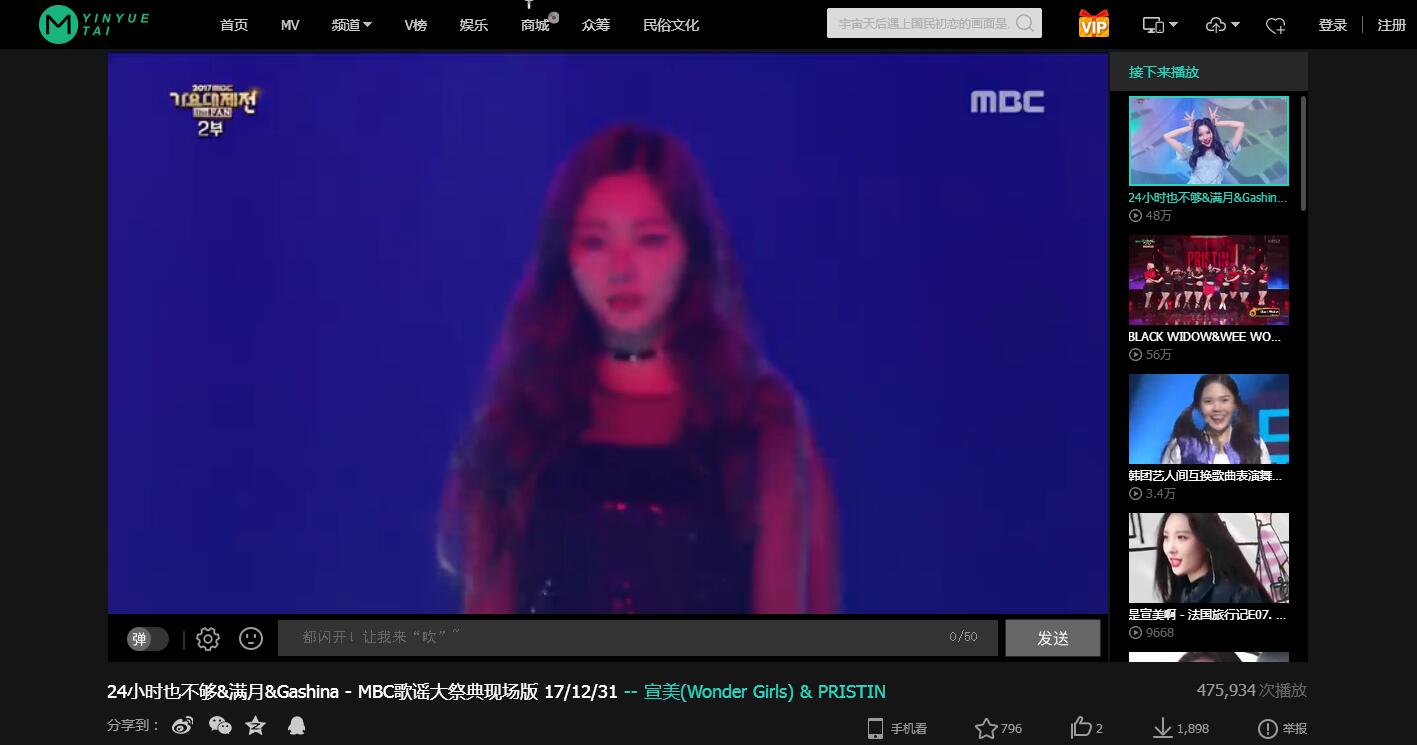 YINYUE
TAI
首页
MV
频道
V榜
娱乐
商城
众筹
民俗文化
宇宙天后遇上国民初恋的画面是
VIP
登录
注册
2017 MBC
가요대제전
THE FAN
2부
MBC
接下来播放
24小时也不够&满月&Gashin...
48万
PRISTIN
BLACK WIDOW&WEE WO...
56万
韩团艺人间互换歌曲表演舞...
3.4万
是宣美啊 - 法国旅行记E07. ...
9668
弹
都闪开！让我来“吹”~
0/50
发送
24小时也不够&满月&Gashina - MBC歌谣大祭典现场版 17/12/31 -- 宣美(Wonder Girls) & PRISTIN
475,934 次播放
分享到：
手机看
796
2
1,898
举报